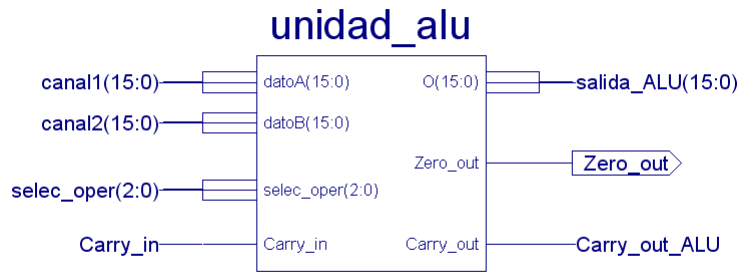 unidad_alu
canal1(15:0) datoA(15:0) O(15:0) salida_ALU(15:0)
canal2(15:0) datoB(15:0)
Zero_out Zero_out
selec_oper(2:0) selec_oper(2:0)
Carry_in Carry_in Carry_out Carry_out_ALU